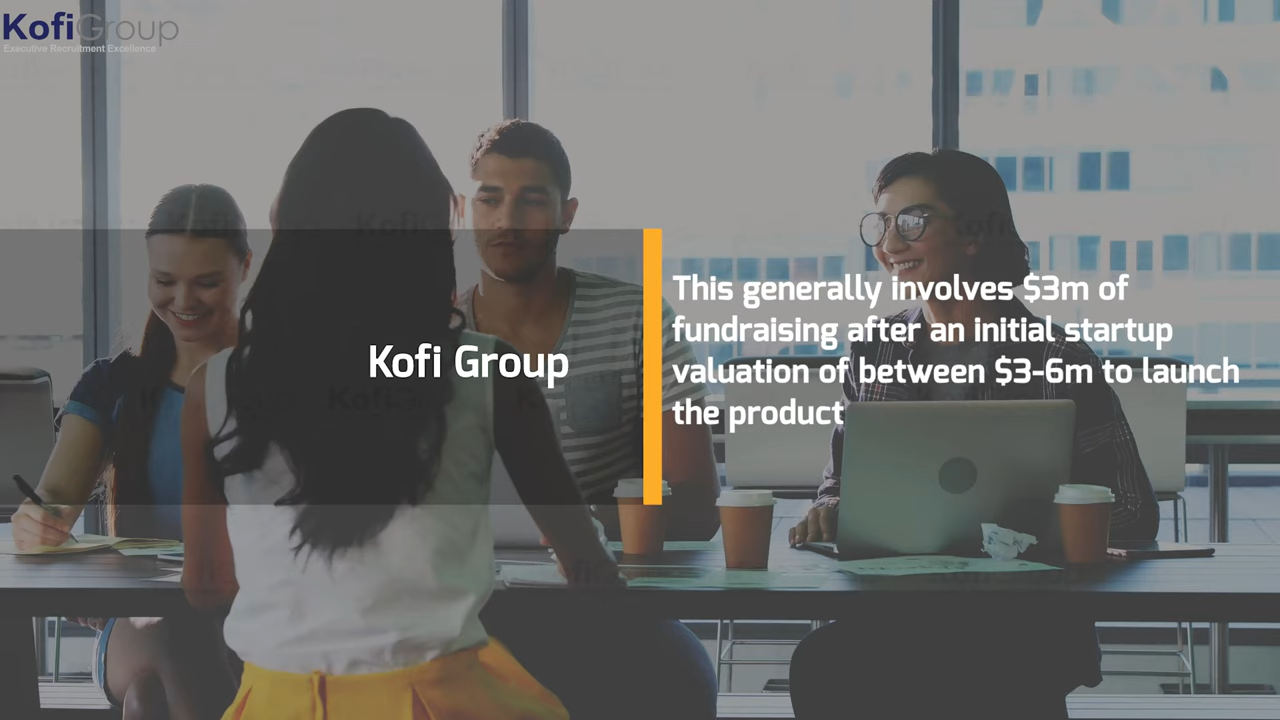 KofiGroup
Executive Recruitment Excellence
Kofi Group
This generally involves $3m of
fundraising after an initial startup
valuation of between $3-6m to launch
the product